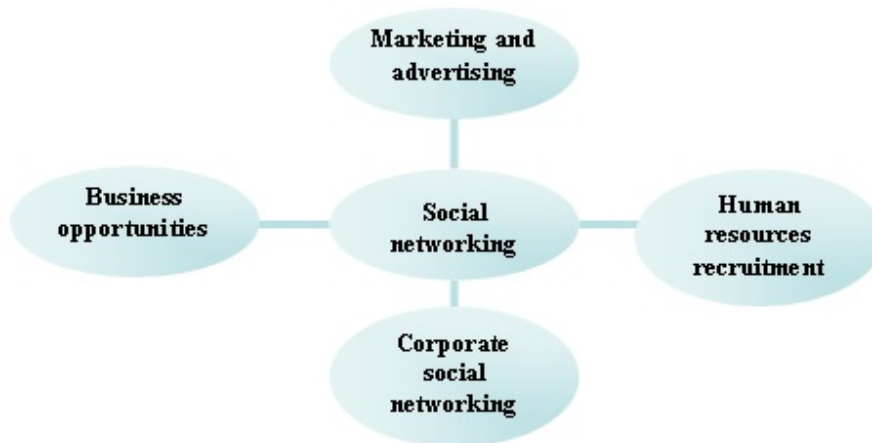 Marketing and
advertising
Business
opportunities
Social
networking
Human
resources
recruitment
Corporate
social
networking